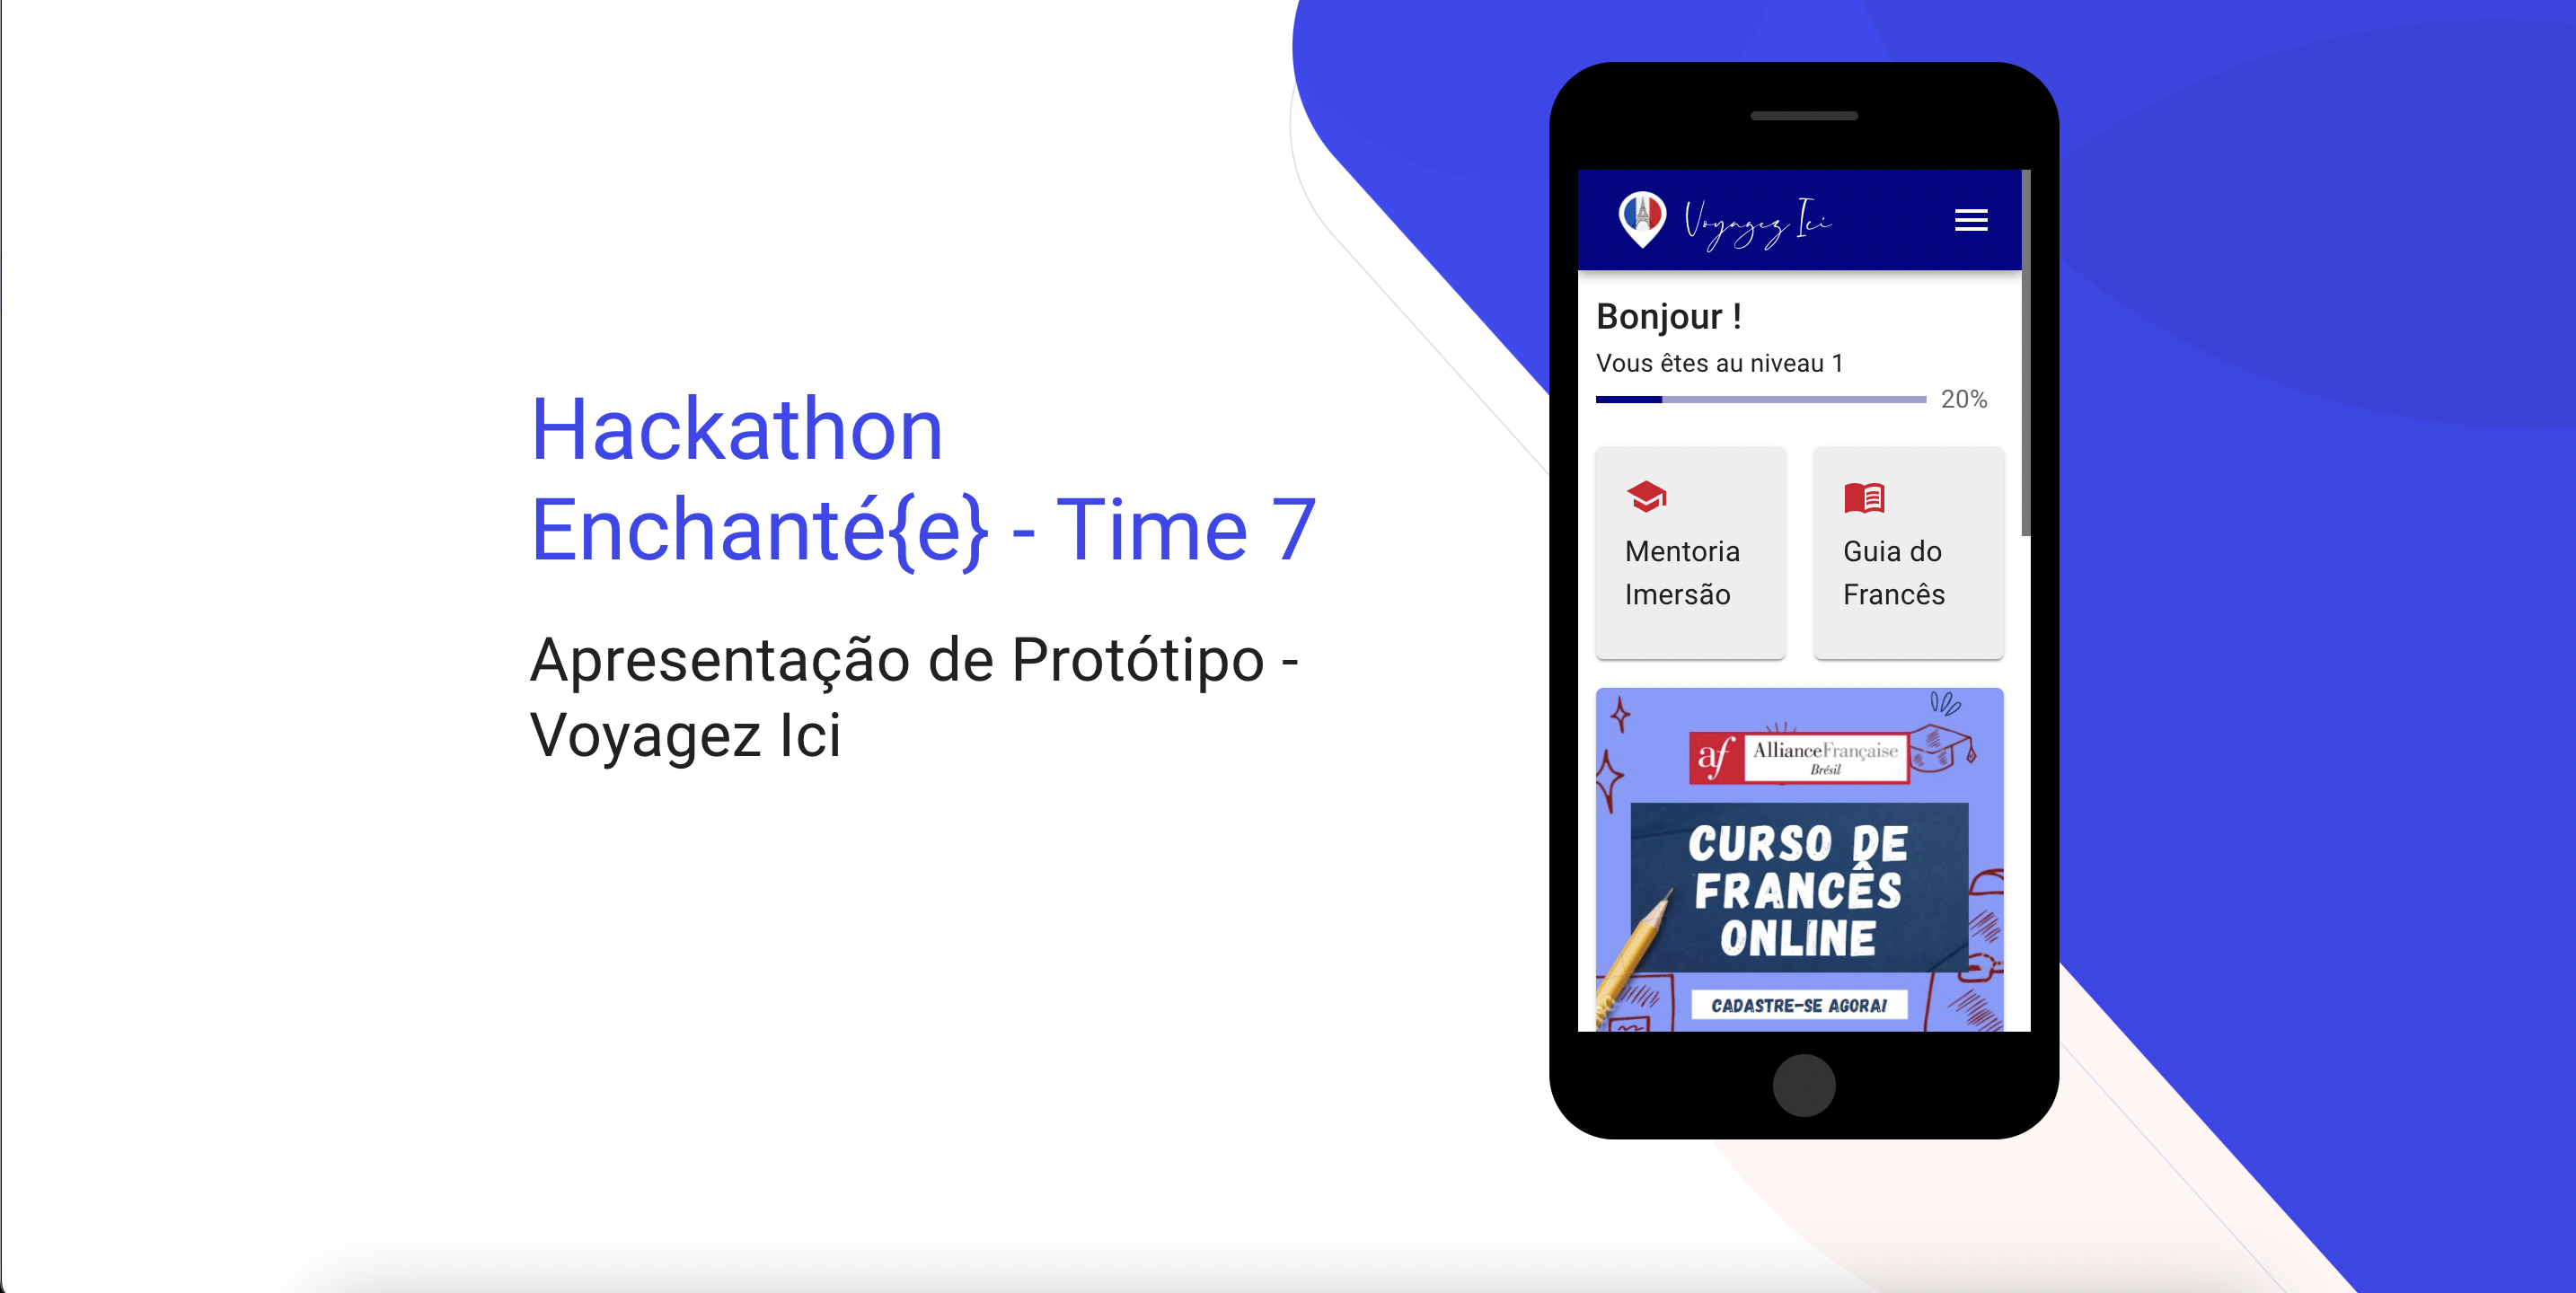 Hackathon
Enchanté{e} - Time 7
Apresentação de Protótipo -
Voyagez Ici
Voyagez Ici
Bonjour !
Vous êtes au niveau 1
20%
Mentoria
Imersão
Guia do
Francês
af AllianceFrançaise
Brésil
CURSO DE
FRANCÊS
ONLINE
CADASTRE-SE AGORA!